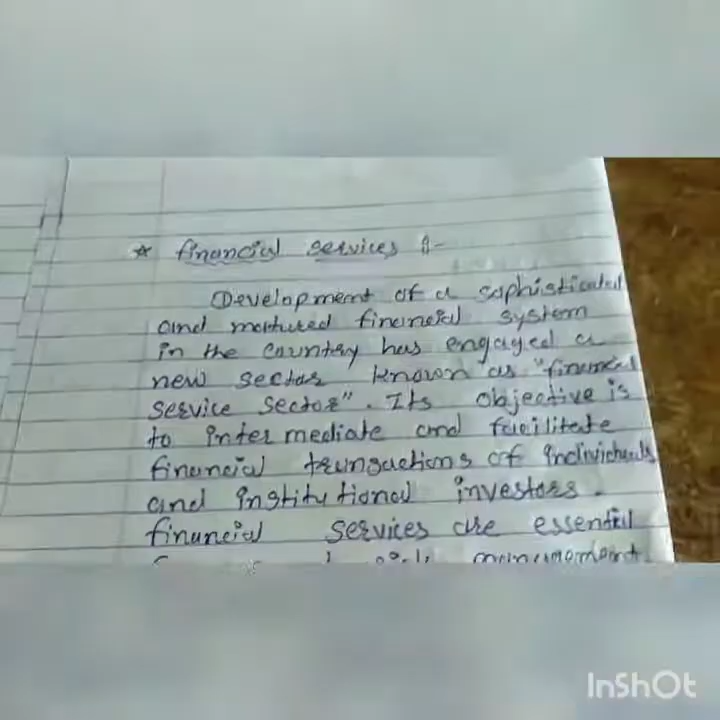 * financial services :-
Development of a sophisticated
and matured financial system
in the country has engaged a
new sector known as "financial
service sector". Its objective is
to intermediate and facilitate
financial transactions of individuals
and institutional investors.
financial services are essential
management
InShOt